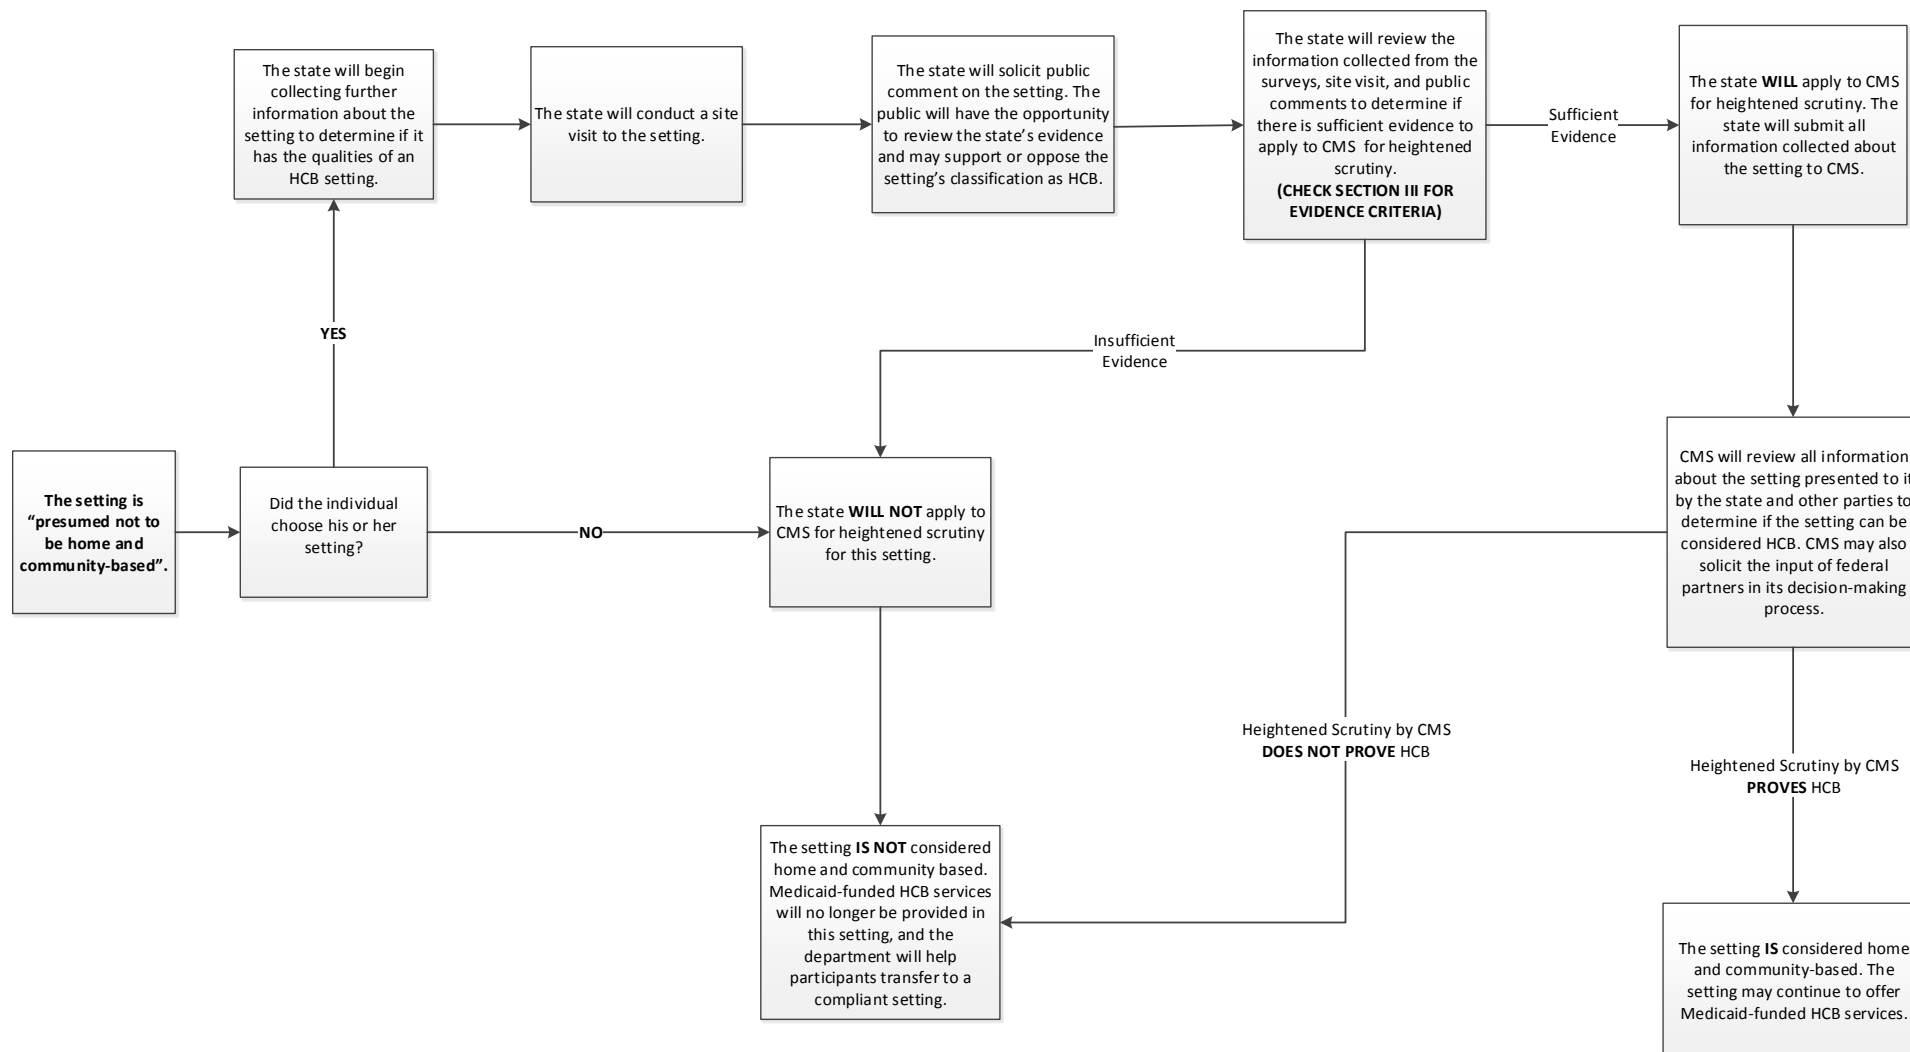 The state will begin
collecting further
information about the
setting to determine if it
has the qualities of an
HCB setting.
The state will conduct a site
visit to the setting.
The state will solicit public
comment on the setting. The
public will have the opportunity
to review the state’s evidence
and may support or oppose the
setting’s classification as HCB.
The state will review the
information collected from the
surveys, site visit, and public
comments to determine if
there is sufficient evidence to
apply to CMS for heightened
scrutiny.
(CHECK SECTION III FOR
EVIDENCE CRITERIA)
Sufficient
Evidence
The state WILL apply to CMS
for heightened scrutiny. The
state will submit all
information collected about
the setting to CMS.
YES
Insufficient
Evidence
The setting is
“presumed not to
be home and
community-based”.
Did the individual
choose his or her
setting?
NO
The state WILL NOT apply to
CMS for heightened scrutiny
for this setting.
CMS will review all information
about the setting presented to it
by the state and other parties to
determine if the setting can be
considered HCB. CMS may also
solicit the input of federal
partners in its decision-making
process.
Heightened Scrutiny by CMS
DOES NOT PROVE HCB
Heightened Scrutiny by CMS
PROVES HCB
The setting IS NOT considered
home and community based.
Medicaid-funded HCB services
will no longer be provided in
this setting, and the
department will help
participants transfer to a
compliant setting.
The setting IS considered home
and community-based. The
setting may continue to offer
Medicaid-funded HCB services.